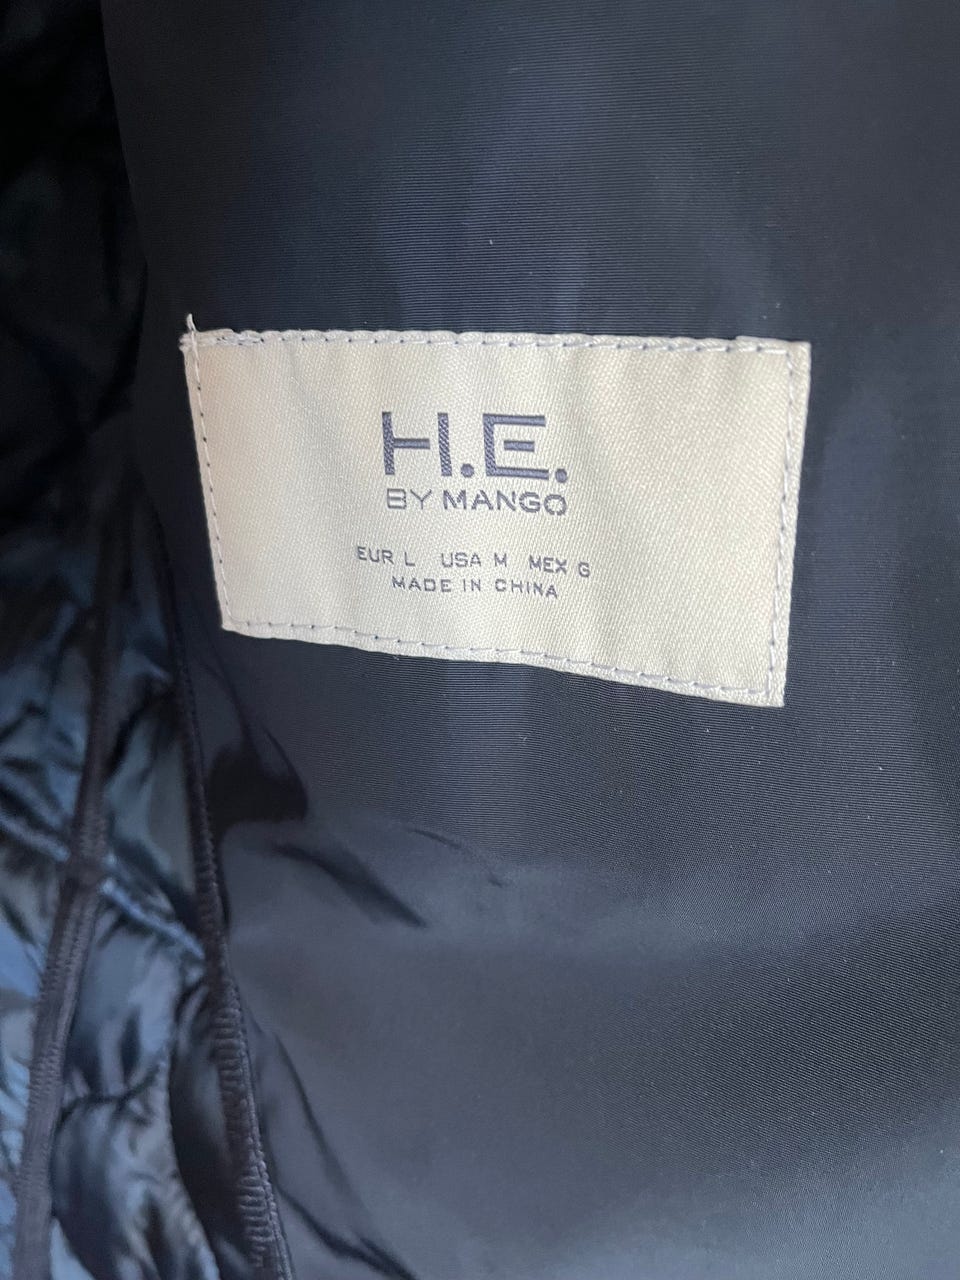 H.E.
BY MANGO
EUR L USA M MEX G
MADE IN CHINA